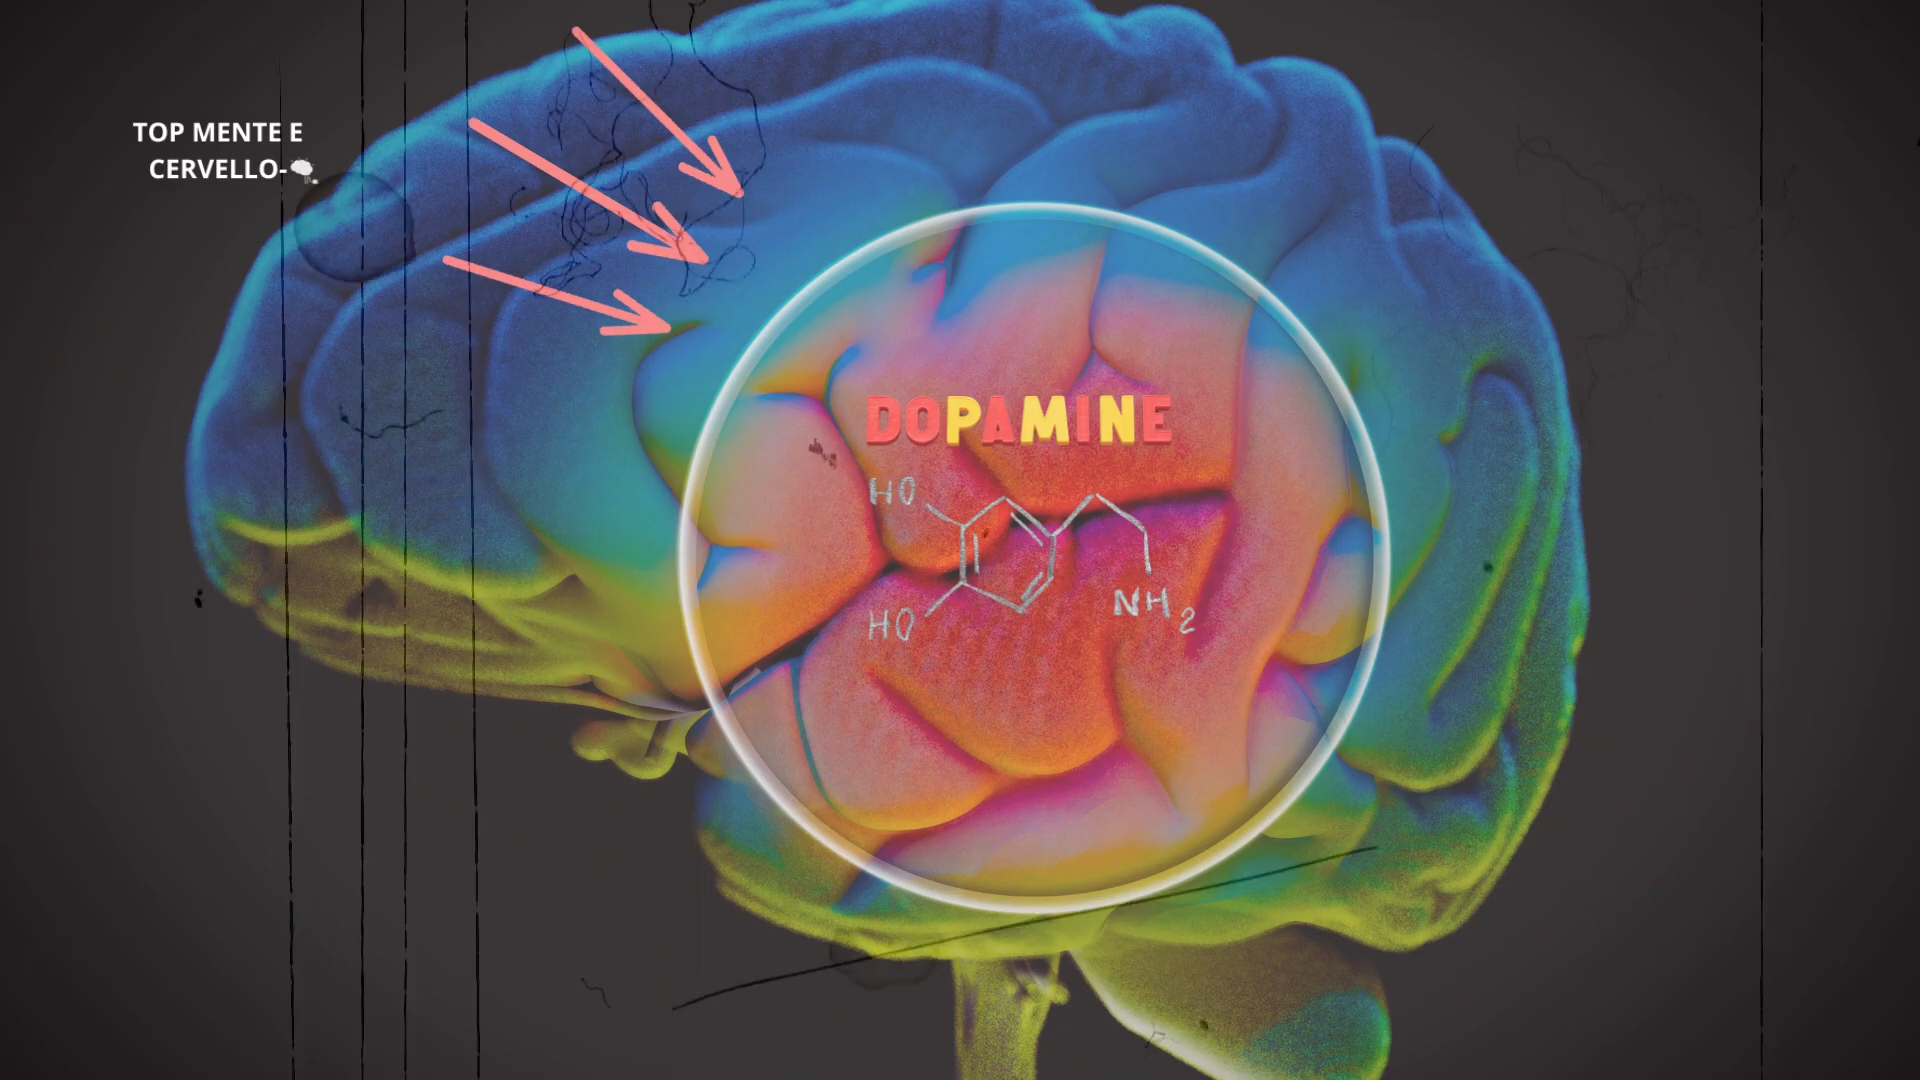 TOP MENTE E
CERVELLO-
DOPAMINE
HO
HO
NH2